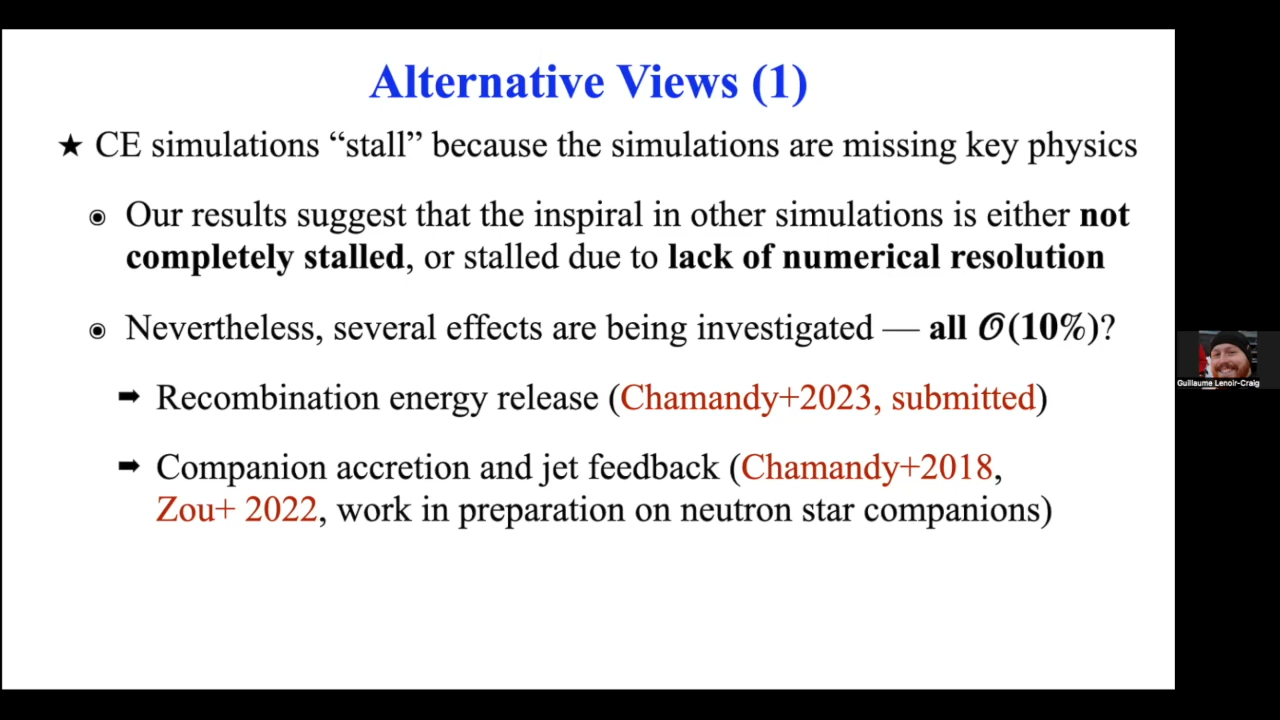 Alternative Views (1)
★ CE simulations “stall” because the simulations are missing key physics
◉ Our results suggest that the inspiral in other simulations is either not
completely stalled, or stalled due to lack of numerical resolution
◉ Nevertheless, several effects are being investigated — all 𝒪(10%)?
➡ Recombination energy release (Chamandy+2023, submitted)
➡ Companion accretion and jet feedback (Chamandy+2018,
Zou+ 2022, work in preparation on neutron star companions)
Guillaume Lenoir-Craig